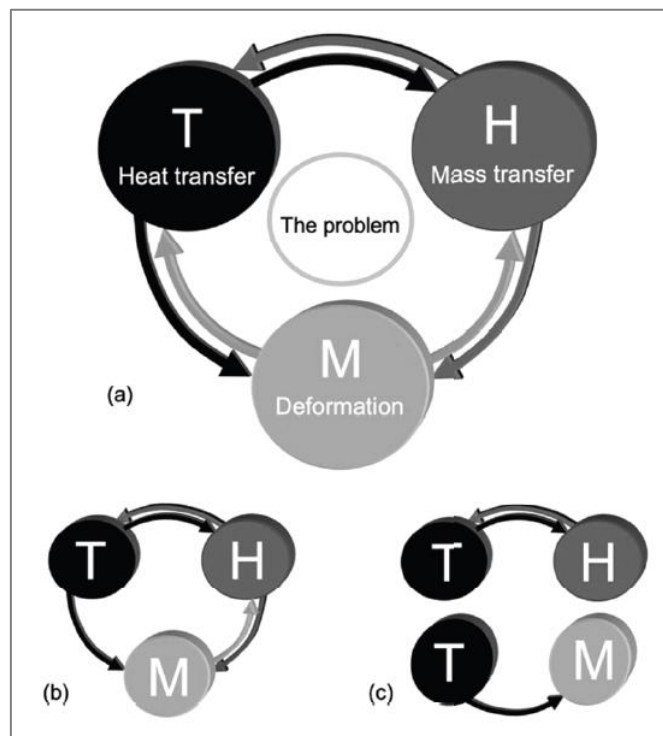 T
Heat transfer
H
Mass transfer
The problem
M
Deformation
(a)
T
H
M
(b)
T
H
T
M
(c)